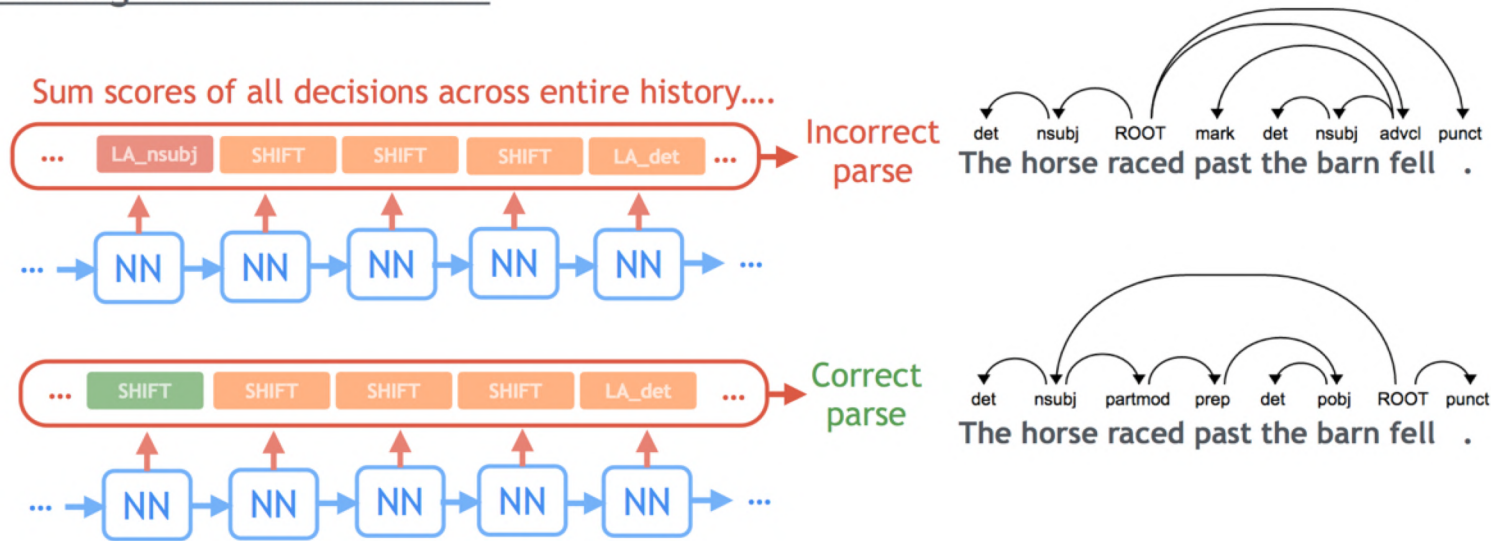 Sum scores of all decisions across entire history....
... LA_nsubj SHIFT SHIFT SHIFT LA_det ...
Incorrect
parse
... NN NN NN NN NN ...
det nsubj ROOT mark det nsubj advcl punct
The horse raced past the barn fell .
... SHIFT SHIFT SHIFT SHIFT LA_det ...
Correct
parse
... NN NN NN NN NN ...
det nsubj partmod prep det pobj ROOT punct
The horse raced past the barn fell .